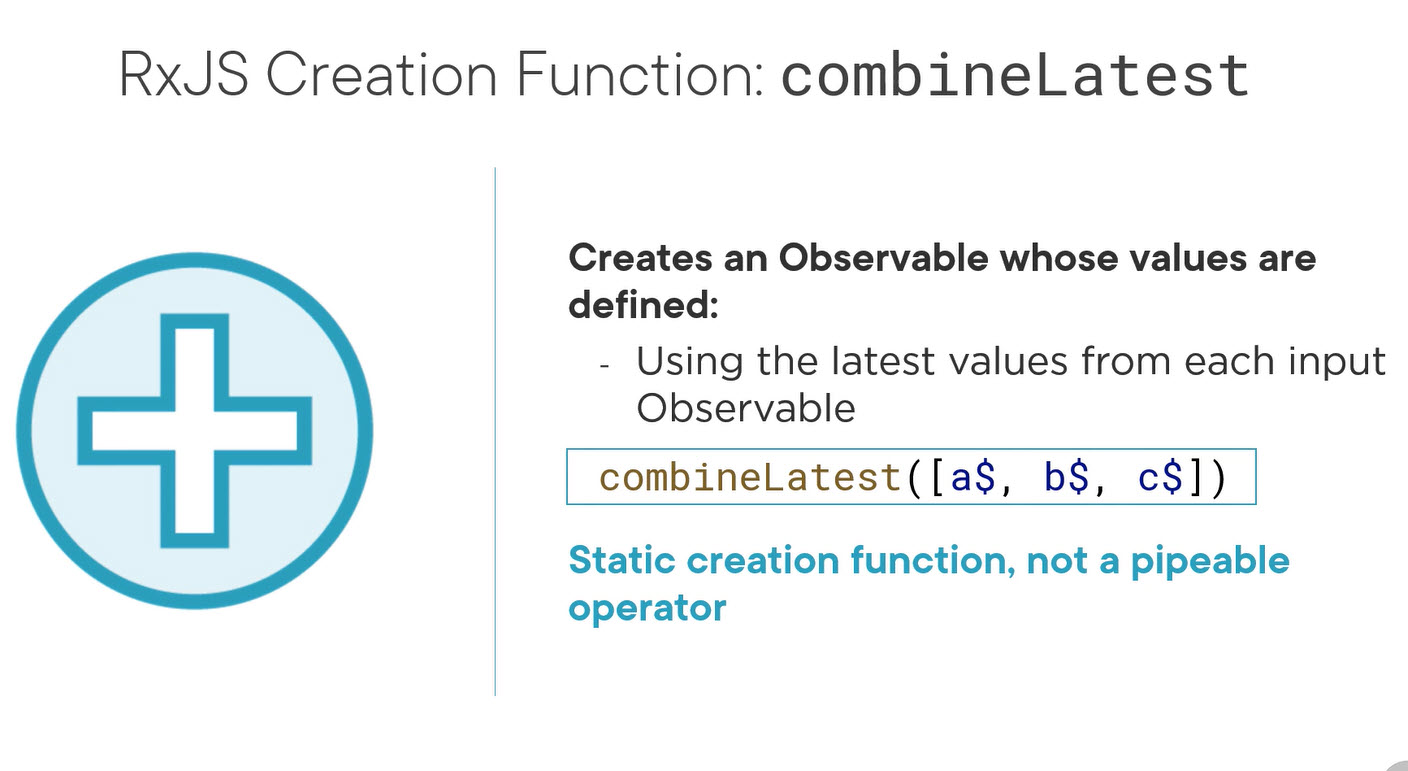 RxJS Creation Function: combineLatest
Creates an Observable whose values are
defined:
- Using the latest values from each input
Observable
combineLatest([a$, b$, c$])
Static creation function, not a pipeable
operator